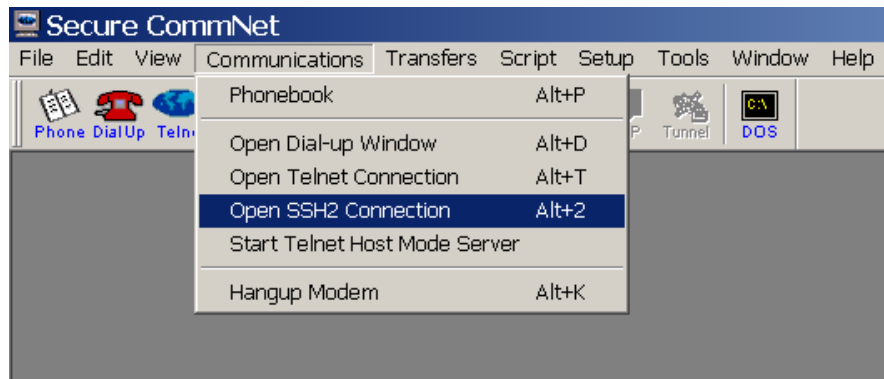 Secure CommNet
File Edit View Communications Transfers Script Setup Tools Window Help
Phone DialUp Teln P Tunnel DOS
C:\
Phonebook Alt+P
Open Dial-up Window Alt+D
Open Telnet Connection Alt+T
Open SSH2 Connection Alt+2
Start Telnet Host Mode Server
Hangup Modem Alt+K